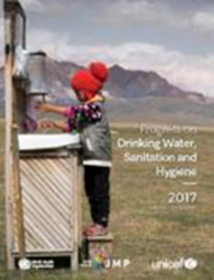 Progress on
Drinking Water,
Sanitation and
Hygiene
2017
JMP
unicef